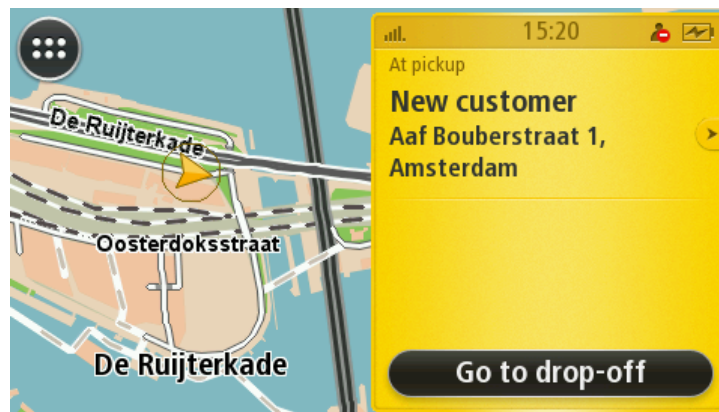 15:20
At pickup
New customer
Aaf Bouberstraat 1,
Amsterdam
De Ruijterkade
Oosterdoksstraat
De Ruijterkade
Go to drop-off